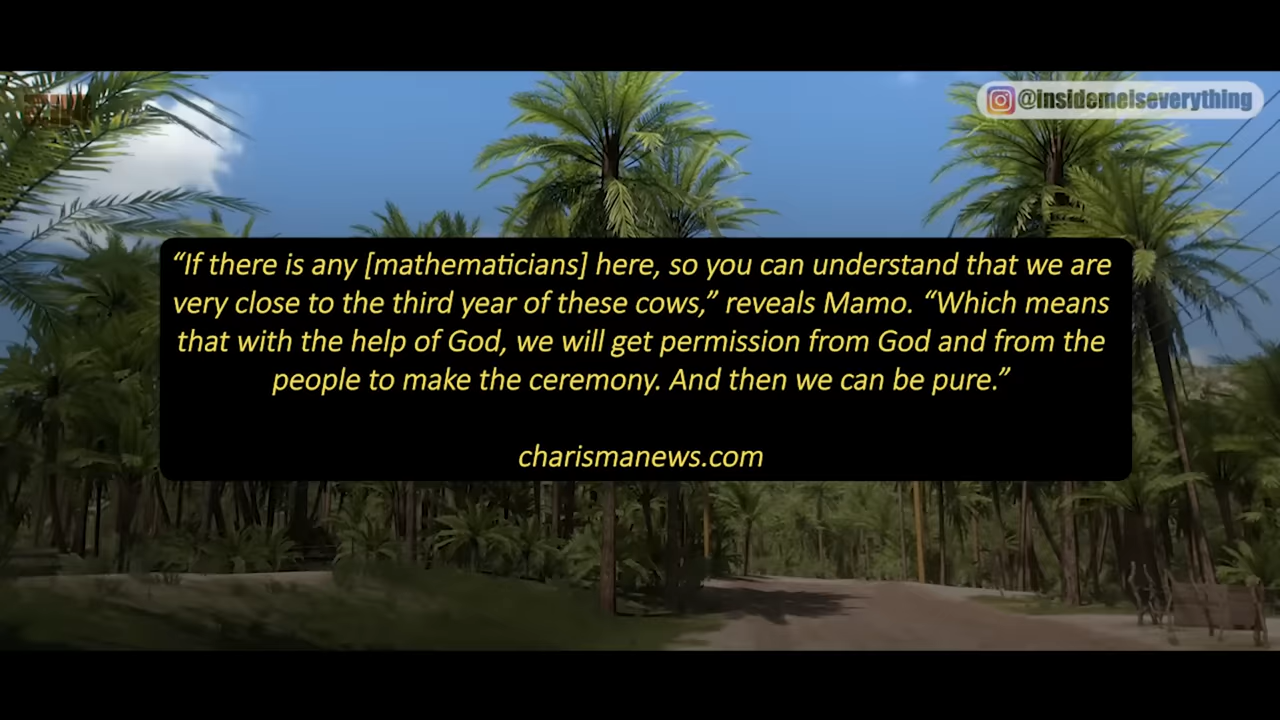 @insidemeiseverything
“If there is any [mathematicians] here, so you can understand that we are
very close to the third year of these cows,” reveals Mamo. “Which means
that with the help of God, we will get permission from God and from the
people to make the ceremony. And then we can be pure.”
charismanews.com